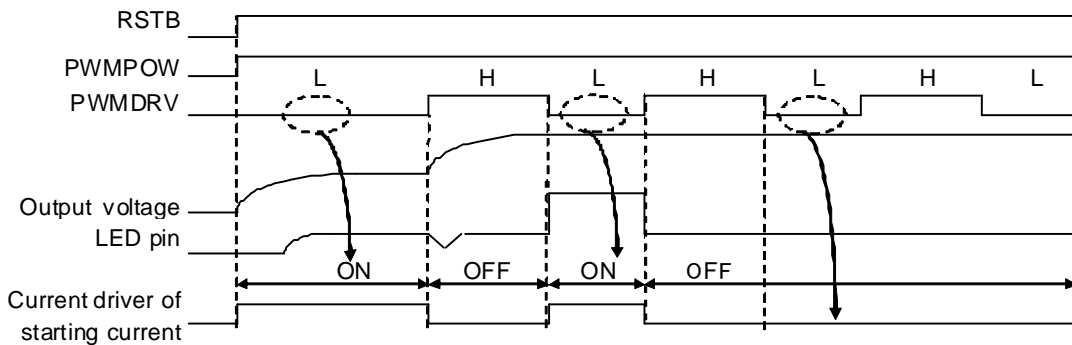 RSTB
PWMPOW
L H L H L H L
PWMDRV
Output voltage
LED pin
ON OFF ON OFF
Current driver of
starting current